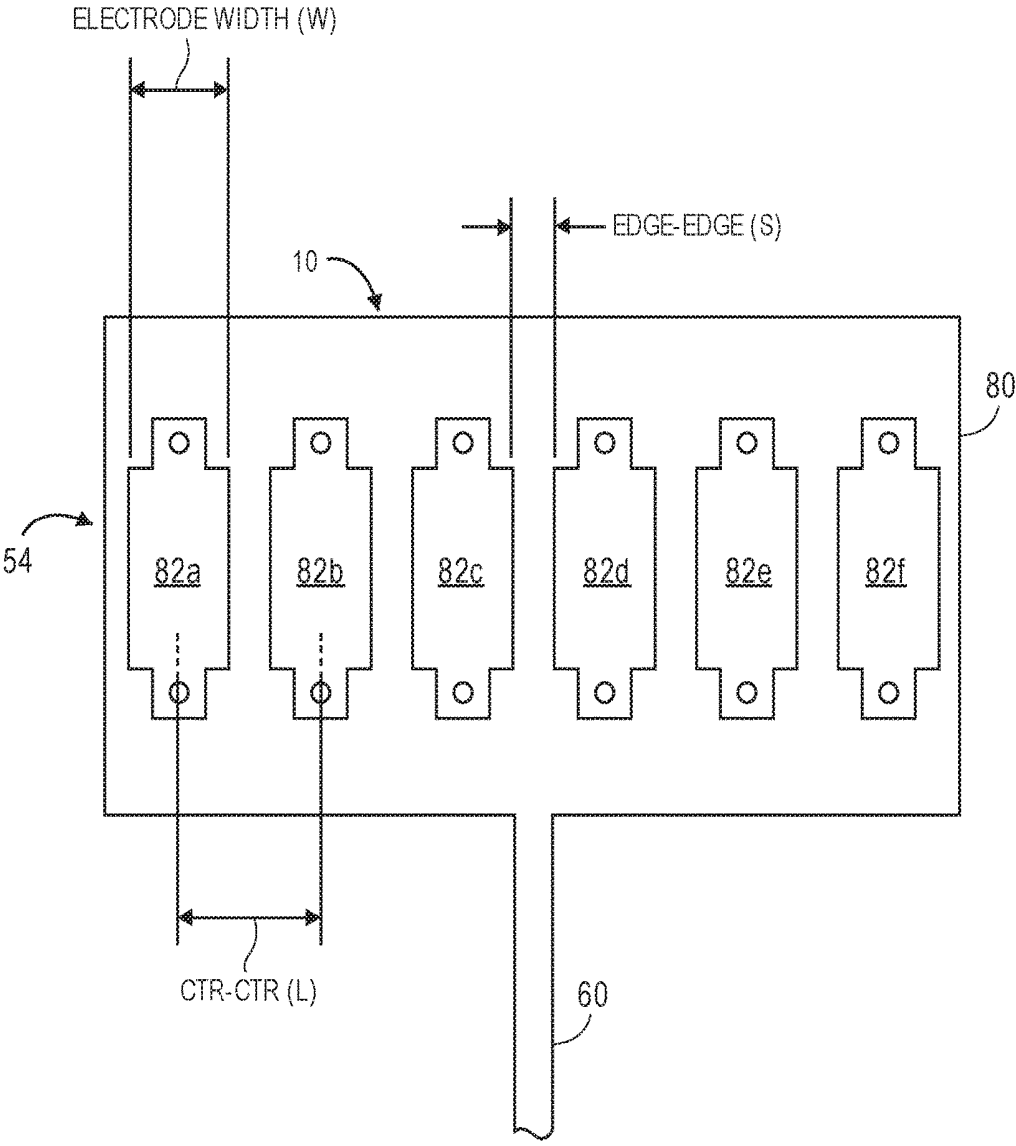 ELECTRODE WIDTH (W)
EDGE-EDGE (S)
10
80
54
82a 82b 82c 82d 82e 82f
CTR-CTR (L)
60